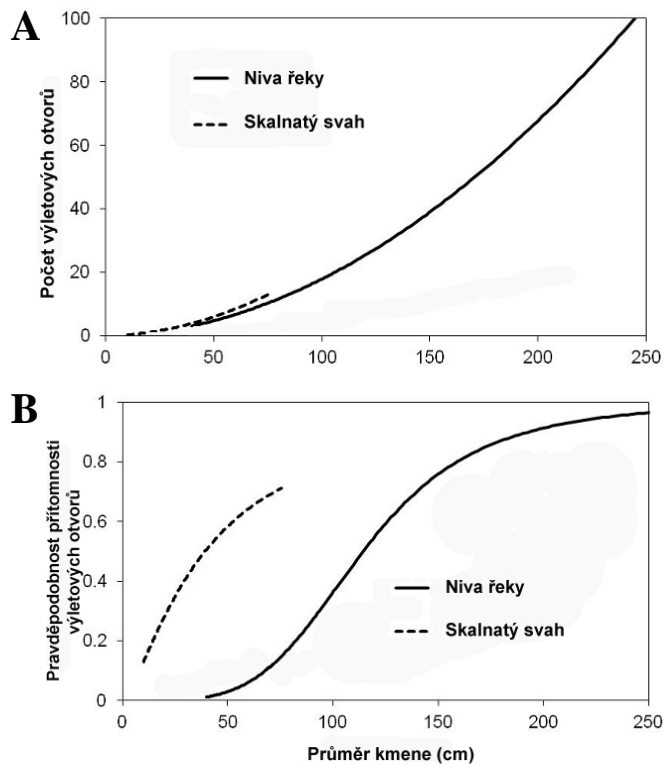 A
100
80
60
40
20
0
Počet výletových otvorů
Niva řeky
Skalnatý svah
0 50 100 150 200 250
B
1
0.8
0.6
0.4
0.2
0
Pravděpodobnost přítomnosti
výletových otvorů
Niva řeky
Skalnatý svah
0 50 100 150 200 250
Průměr kmene (cm)